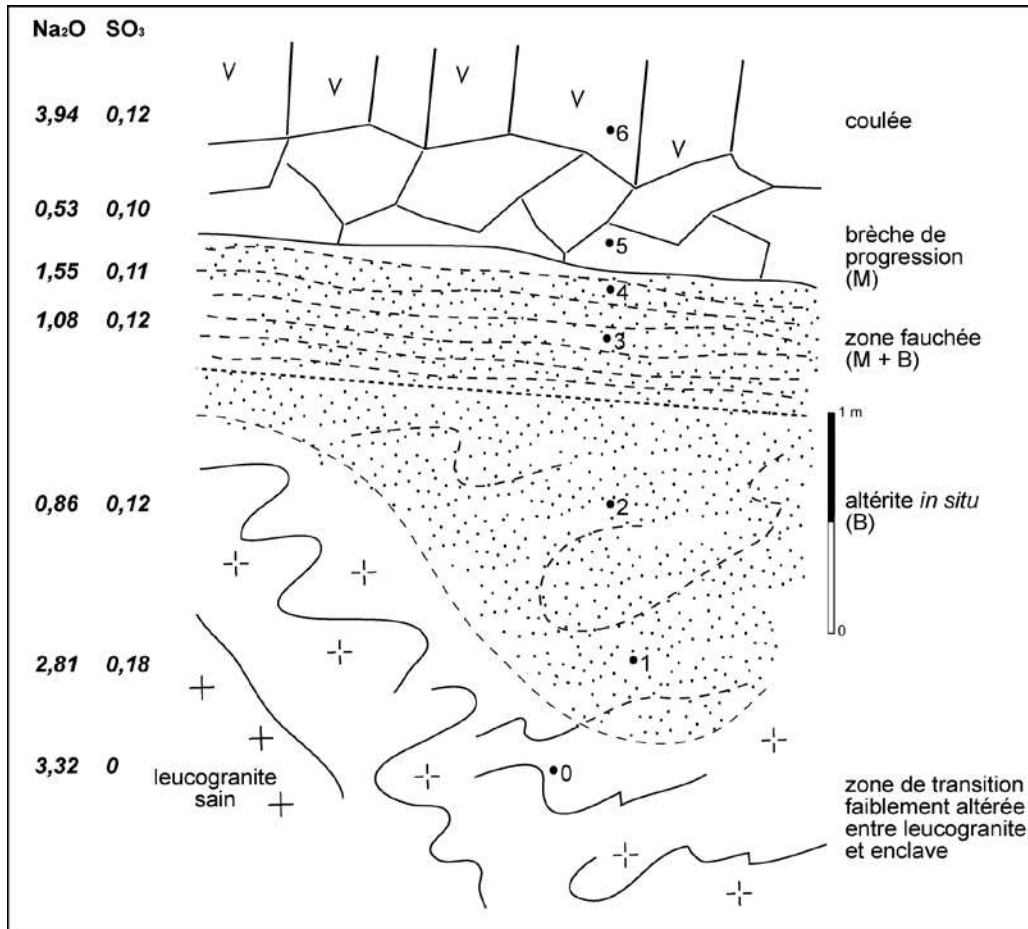 Na₂O SO₃
3,94 0,12
coulée
V V V V V
6
0,53 0,10
5
brèche de
progression
(M)
1,55 0,11
4
1,08 0,12
3
zone fauchée
(M + B)
1 m
0,86 0,12
2
altérite in situ
(B)
0
2,81 0,18
1
3,32 0
leucogranite
sain
0
zone de transition
faiblement altérée
entre leucogranite
et enclave